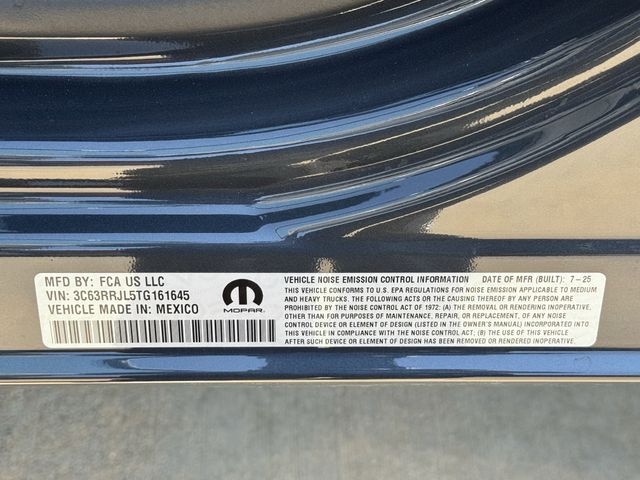 MFD BY: FCA US LLC
VIN: 3C63RRJL5TG161645
VEHICLE MADE IN: MEXICO
MOPAR.
VEHICLE NOISE EMISSION CONTROL INFORMATION DATE OF MFR (BUILT): 7-25
THIS VEHICLE CONFORMS TO U.S. EPA REGULATIONS FOR NOISE EMISSION APPLICABLE TO MEDIUM
AND HEAVY TRUCKS. THE FOLLOWING ACTS OR THE CAUSING THEREOF BY ANY PERSON ARE
PROHIBITED BY THE NOISE CONTROL ACT OF 1972: (A) THE REMOVAL OR RENDERING INOPERATIVE,
OTHER THAN FOR PURPOSES OF MAINTENANCE, REPAIR, OR REPLACEMENT, OF ANY NOISE
CONTROL DEVICE OR ELEMENT OF DESIGN (LISTED IN THE OWNER'S MANUAL) INCORPORATED INTO
THIS VEHICLE IN COMPLIANCE WITH THE NOISE CONTROL ACT; (B) THE USE OF THIS VEHICLE
AFTER SUCH DEVICE OR ELEMENT OF DESIGN HAS BEEN REMOVED OR RENDERED INOPERATIVE.